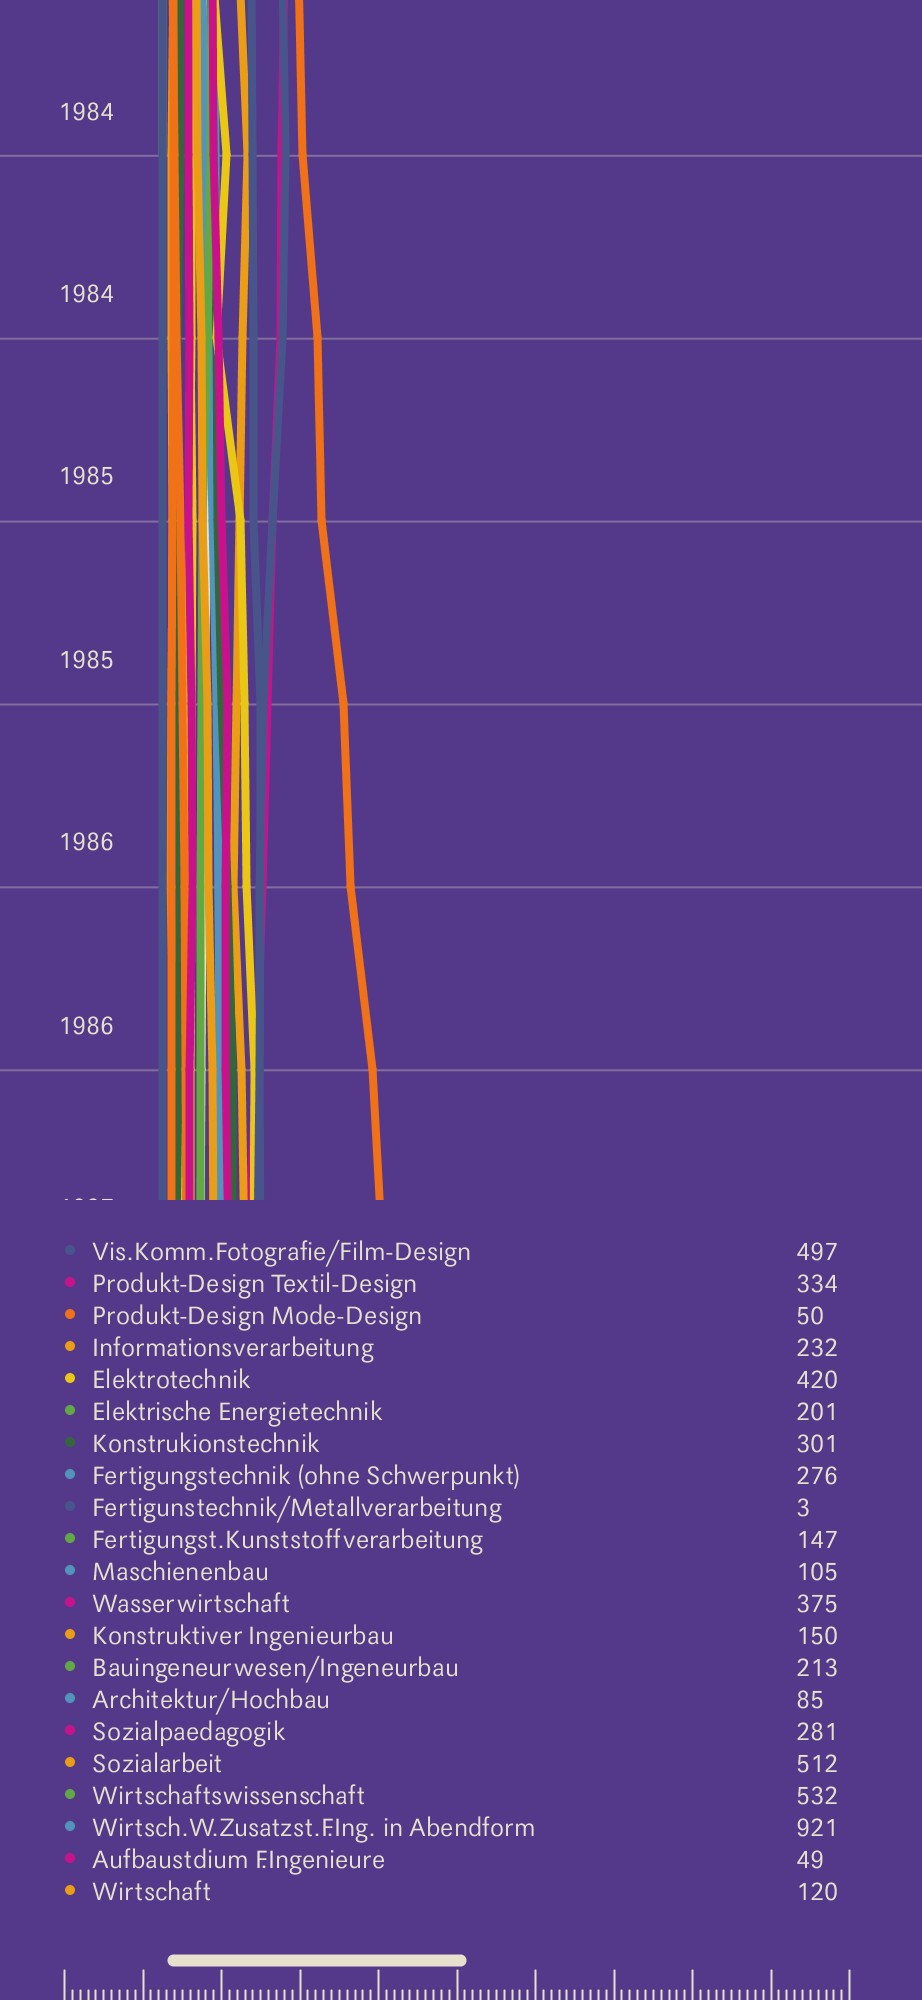 1984
1984
1985
1985
1986
1986
Vis.Komm.Fotografie/Film-Design 497
Produkt-Design Textil-Design 334
Produkt-Design Mode-Design 50
Informationsverarbeitung 232
Elektrotechnik 420
Elektrische Energietechnik 201
Konstrukionstechnik 301
Fertigungstechnik (ohne Schwerpunkt) 276
Fertigunstechnik/Metallverarbeitung 3
Fertigungst.Kunststoffverarbeitung 147
Maschienenbau 105
Wasserwirtschaft 375
Konstruktiver Ingenieurbau 150
Bauingeneurwesen/Ingeneurbau 213
Architektur/Hochbau 85
Sozialpaedagogik 281
Sozialarbeit 512
Wirtschaftswissenschaft 532
Wirtsch.W.Zusatzst.F.Ing. in Abendform 921
Aufbaustdium F.Ingenieure 49
Wirtschaft 120